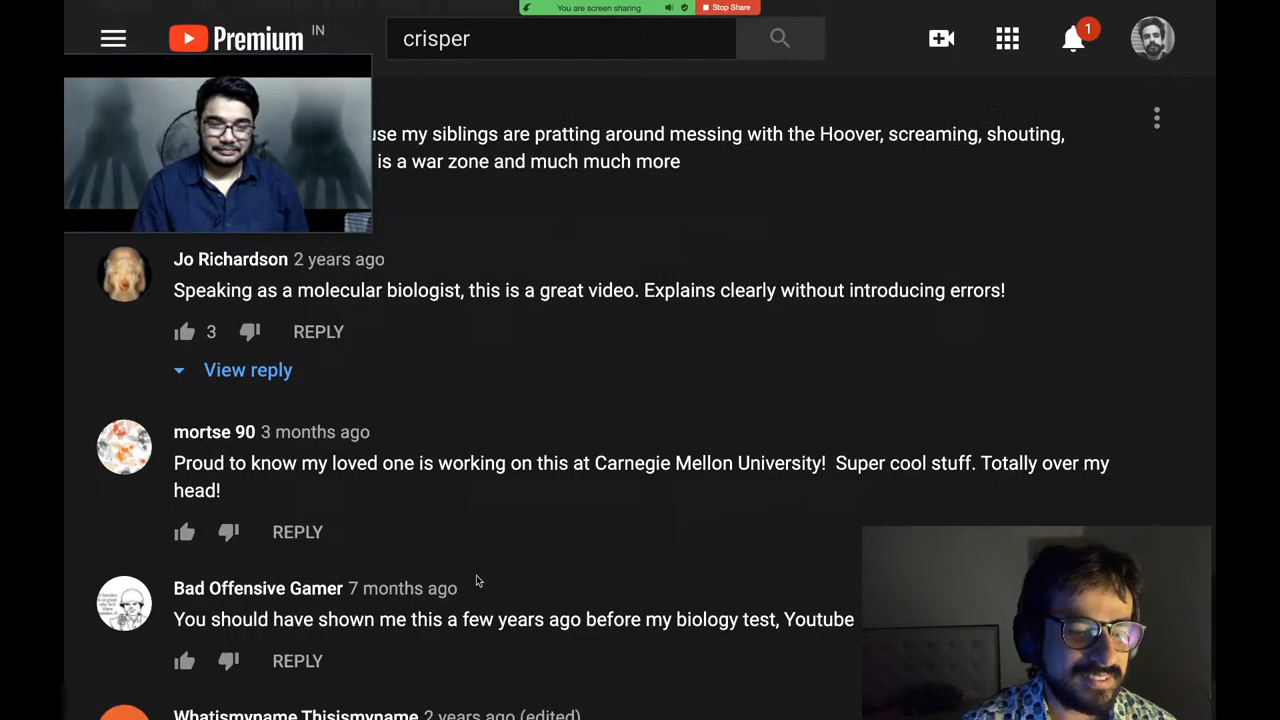 You are screen sharing
Stop Share
Premium IN
crisper
1
use my siblings are pratting around messing with the Hoover, screaming, shouting,
is a war zone and much much more
Jo Richardson 2 years ago
Speaking as a molecular biologist, this is a great video. Explains clearly without introducing errors!
3 REPLY
View reply
mortse 90 3 months ago
Proud to know my loved one is working on this at Carnegie Mellon University! Super cool stuff. Totally over my
head!
REPLY
Bad Offensive Gamer 7 months ago
You should have shown me this a few years ago before my biology test, Youtube
REPLY
Whatismyname Thisismyname 2 years ago (edited)